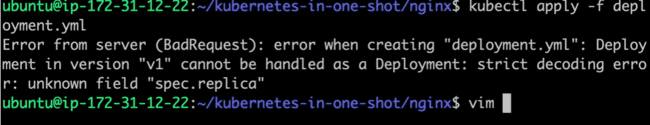 ubuntu@ip-172-31-12-22:~/kubernetes-in-one-shot/nginx$ kubectl apply -f depl
oyment.yml
Error from server (BadRequest): error when creating "deployment.yml": Deploy
ment in version "v1" cannot be handled as a Deployment: strict decoding erro
r: unknown field "spec.replica"
ubuntu@ip-172-31-12-22:~/kubernetes-in-one-shot/nginx$ vim